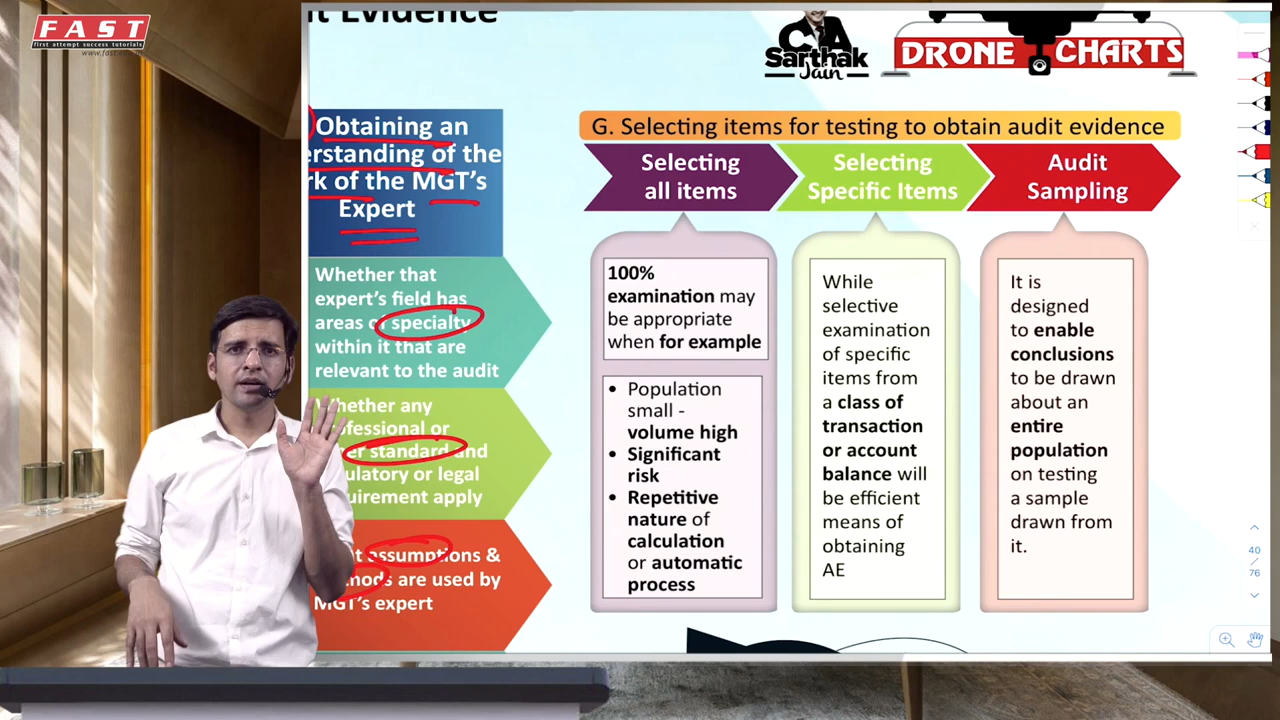 FAST
first attempt success tutorials
t Evidence
CA
Sarthak
Jain
DRONE CHARTS
Obtaining an
erstanding of the
rk of the MGT's
Expert
Whether that
expert's field has
areas of specialty
within it that are
relevant to the audit
Whether any
ofessional or
standard and
ulatory or legal
uirement apply
assumptions &
are used by
MGT's expert
G. Selecting items for testing to obtain audit evidence
Selecting
all items
Selecting
Specific Items
Audit
Sampling
100%
examination may
be appropriate
when for example
• Population
small -
volume high
• Significant
risk
• Repetitive
nature of
calculation
or automatic
process
While
selective
examination
of specific
items from
a class of
transaction
or account
balance will
be efficient
means of
obtaining
AE
It is
designed
to enable
conclusions
to be drawn
about an
entire
population
on testing
a sample
drawn from
it.
40
/
76